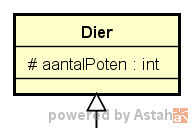 Dier
# aantalPoten : int
powered by Astah